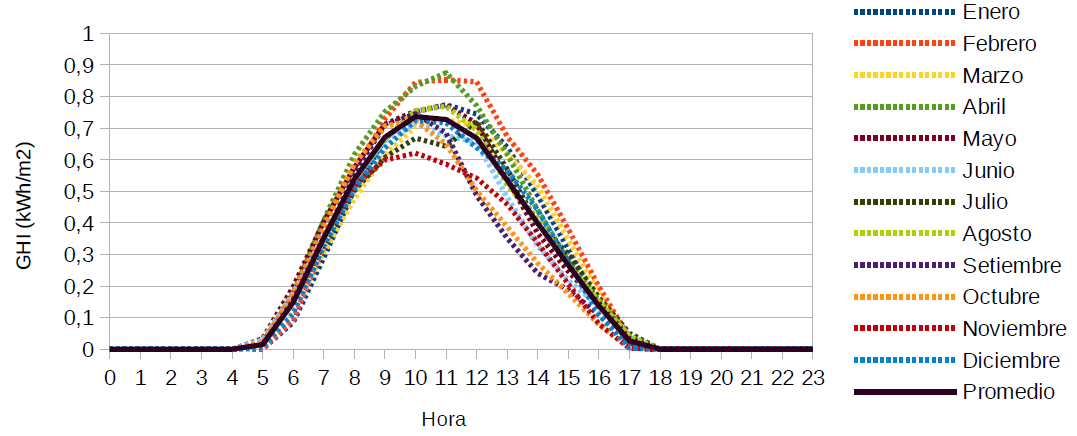 1
0,9
0,8
0,7
0,6
0,5
0,4
0,3
0,2
0,1
0
GHI (kWh/m2)
0 1 2 3 4 5 6 7 8 9 10 11 12 13 14 15 16 17 18 19 20 21 22 23
Hora
Enero
Febrero
Marzo
Abril
Mayo
Junio
Julio
Agosto
Setiembre
Octubre
Noviembre
Diciembre
Promedio